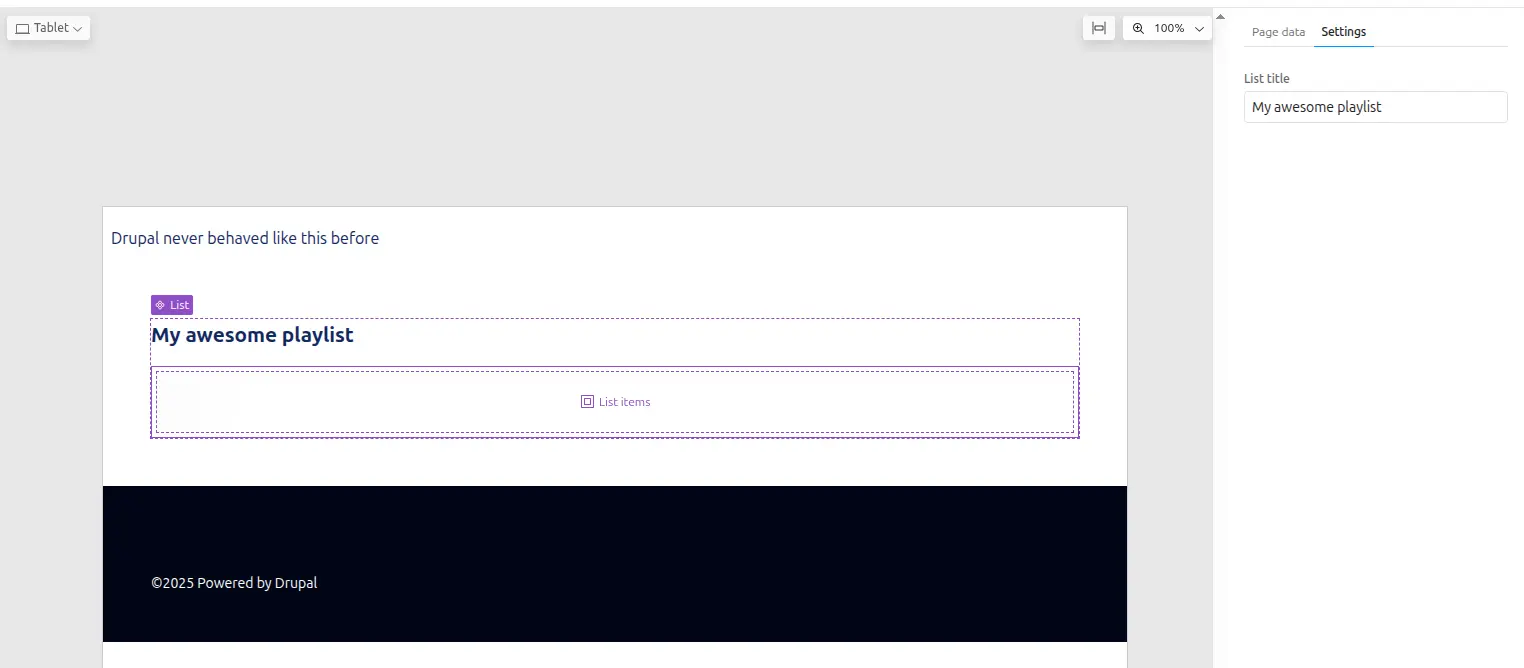 Tablet
100%
Page data
Settings
List title
My awesome playlist
Drupal never behaved like this before
List
My awesome playlist
List items
©2025 Powered by Drupal